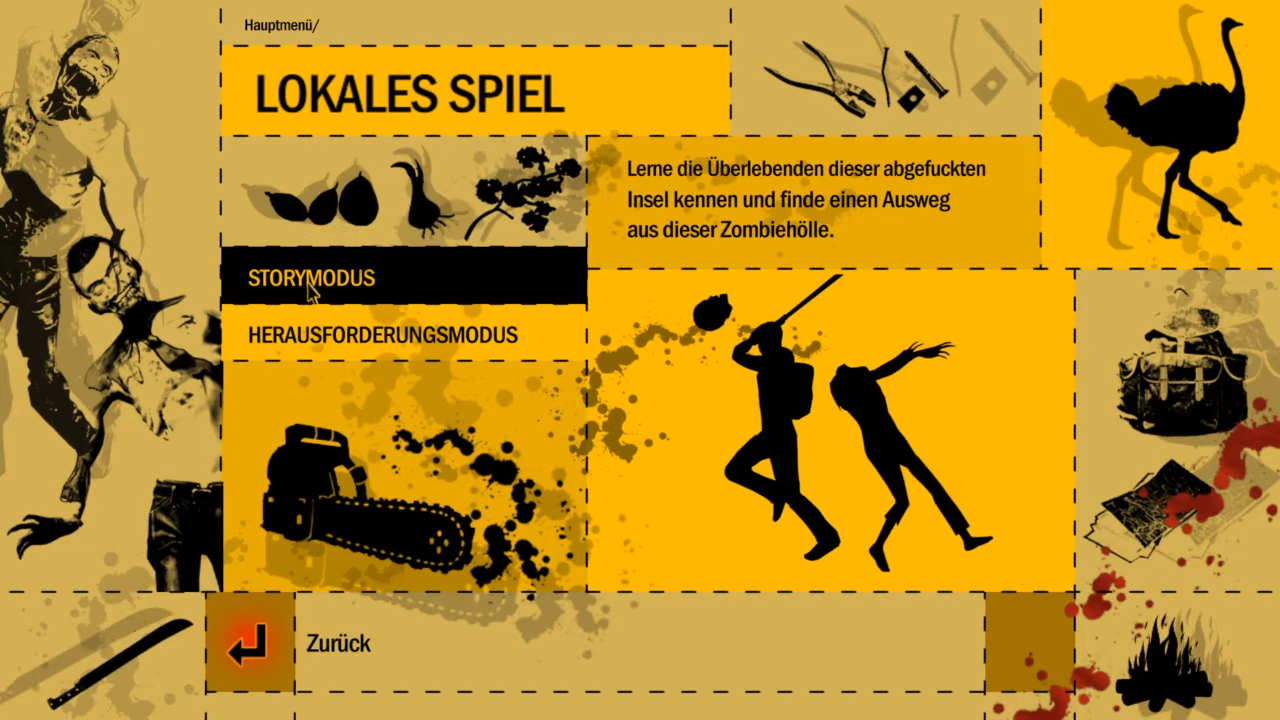 Hauptmenü/
LOKALES SPIEL
Lerne die Überlebenden dieser abgefuckten
Insel kennen und finde einen Ausweg
aus dieser Zombiehölle.
STORYMODUS
HERAUSFORDERUNGSMODUS
Zurück